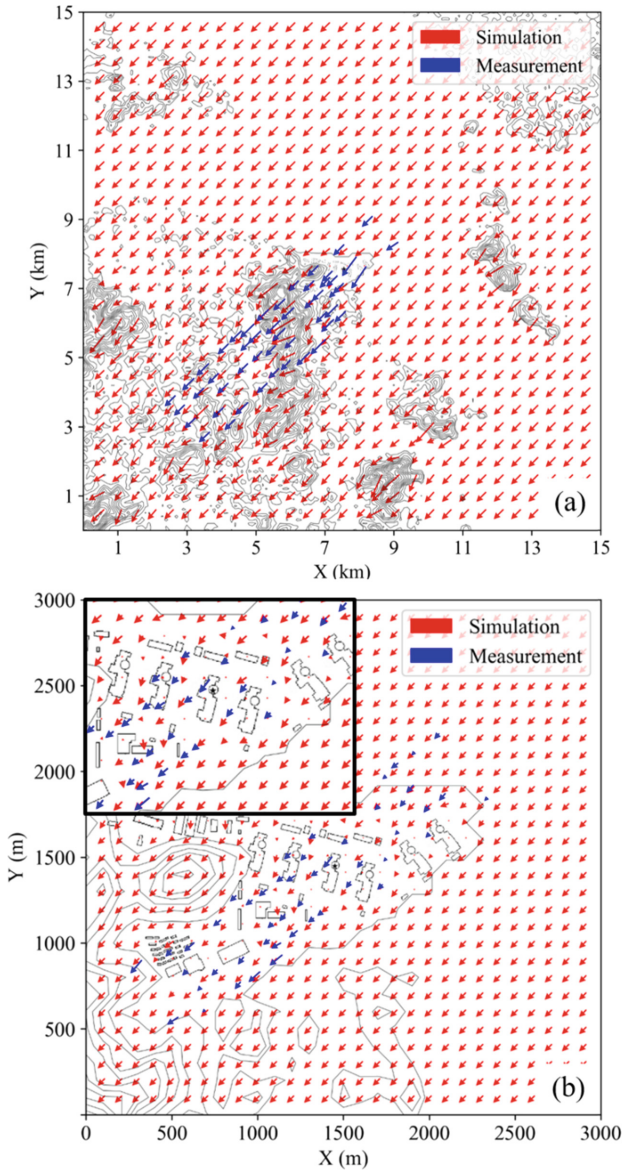 15
13
11
9
7
5
3
1
Y (km)
Simulation
Measurement
(a)
1 3 5 7 9 11 13 15
X (km)
3000
2500
2000
1500
1000
500
Y (m)
Simulation
Measurement
(b)
0 500 1000 1500 2000 2500 3000
X (m)